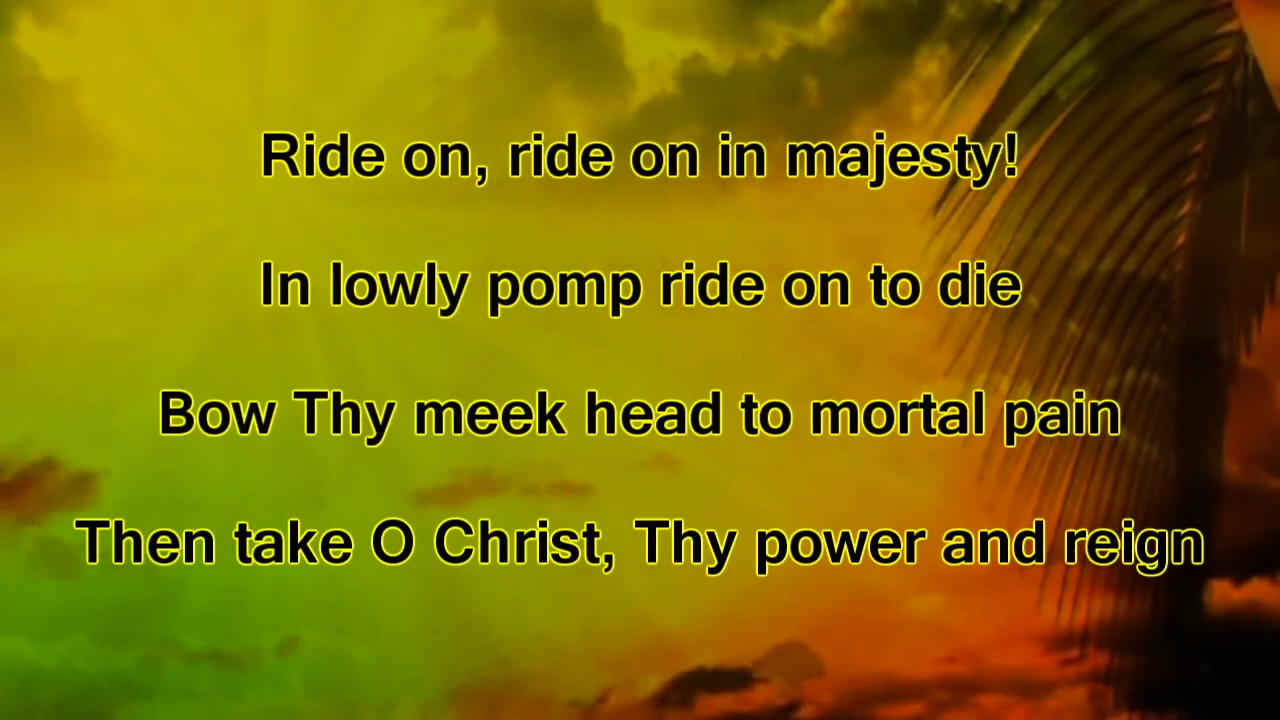 Ride on, ride on in majesty!
In lowly pomp ride on to die
Bow Thy meek head to mortal pain
Then take O Christ, Thy power and reign